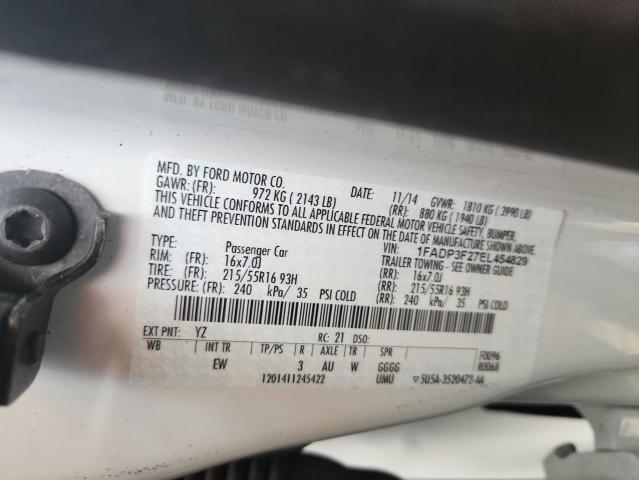 MFD. BY FORD MOTOR CO.
11/14 GVWR: 1810 KG ( 3990 LB)
GAWR: (FR): 972 KG ( 2143 LB) (RR): 880 KG ( 1940 LB)
THIS VEHICLE CONFORMS TO ALL APPLICABLE FEDERAL MOTOR VEHICLE SAFETY, BUMPER,
AND THEFT PREVENTION STANDARDS IN EFFECT ON THE DATE OF MANUFACTURE SHOWN ABOVE.
VIN: 1FADP3F27EL454829
TYPE: Passenger Car TRAILER TOWING - SEE OWNER GUIDE
RIM: (FR): 16x7.0J (RR): 16x7.0J
TIRE: (FR): 215/55R16 93H (RR): 215/55R16 93H
PRESSURE: (FR) 240 kPa/ 35 PSI COLD (RR) 240 kPa/ 35 PSI COLD
EXT PNT: YZ RC: 21 DSO:
WB INT TR TP/PS R AXLE TR SPR F0096
EW 3 AU W GGGG R0068
1201411245422 UMU 5U5A-3520472-AA